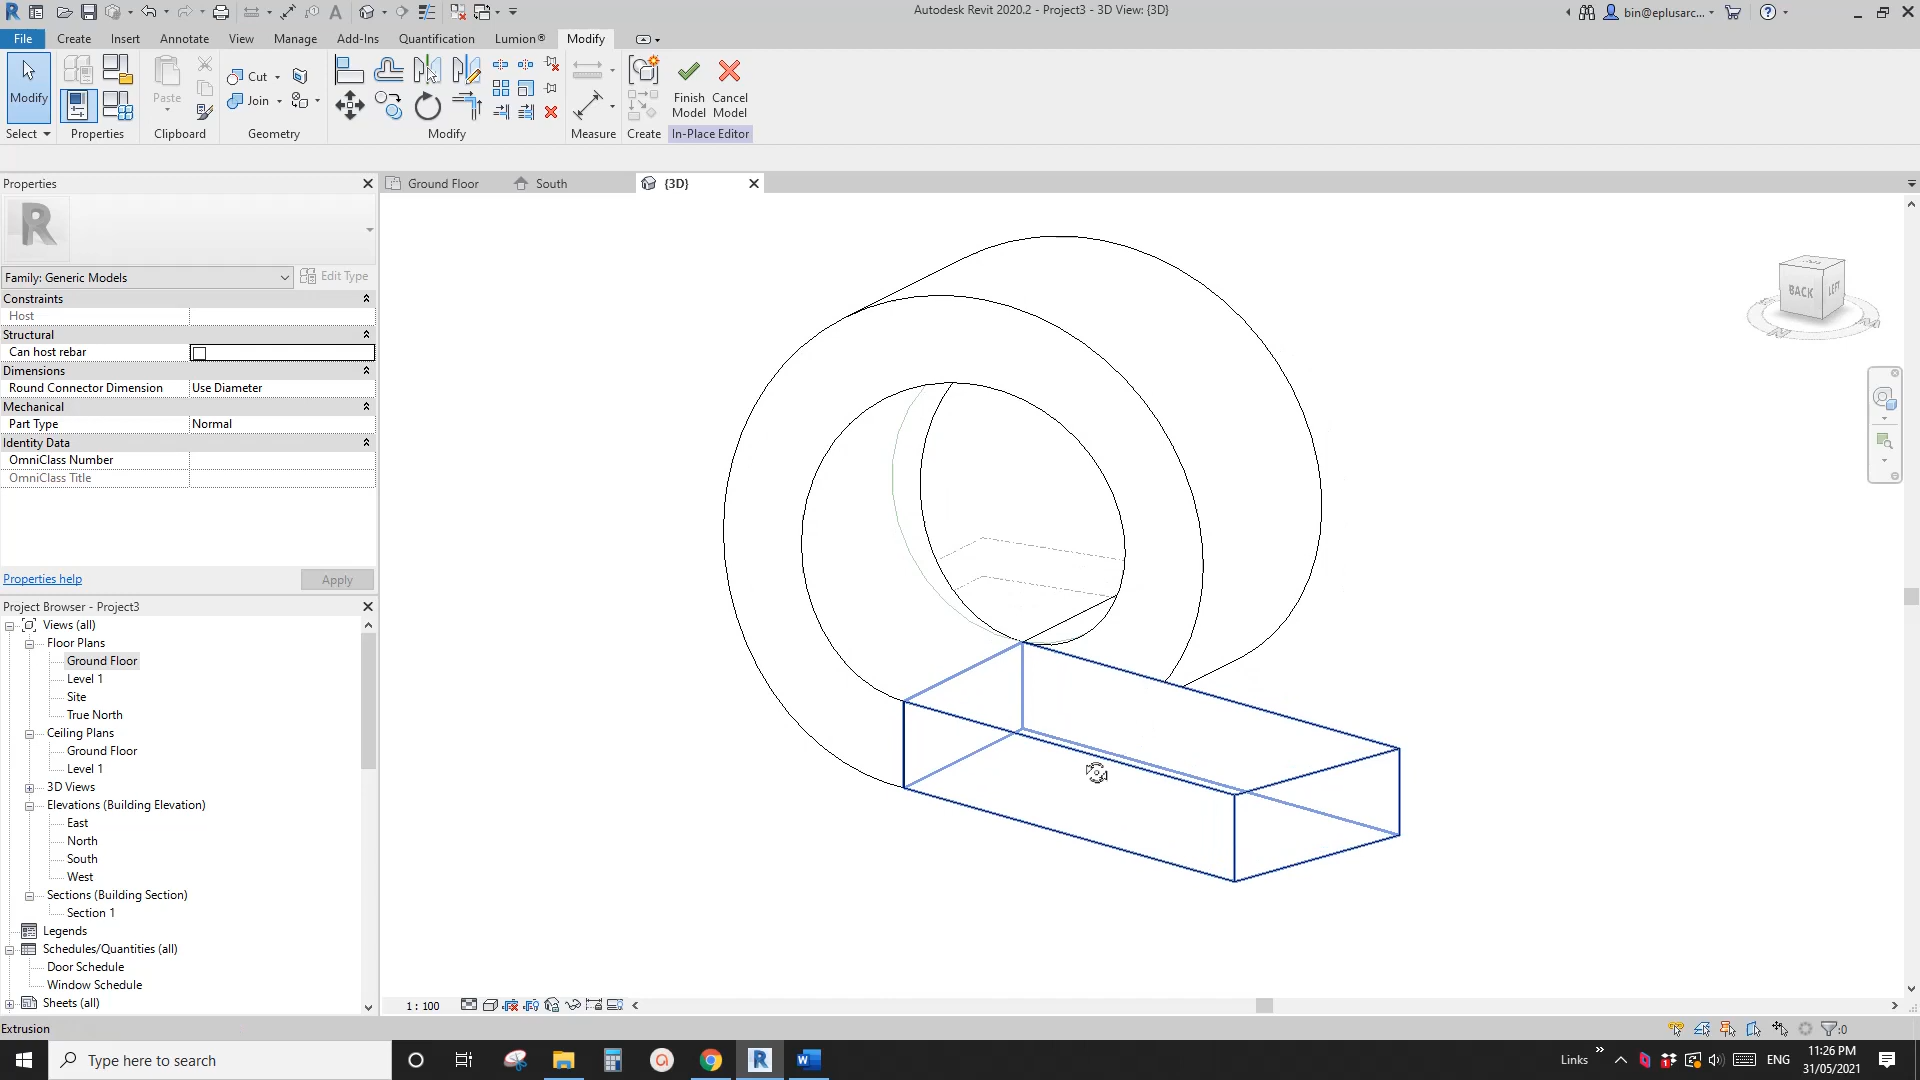 Autodesk Revit 2020.2 - Project3 - 3D View: {3D}
bin@eplusarc...
File Create Insert Annotate View Manage Add-Ins Quantification Lumion® Modify
Modify
Paste
Cut
Join
Finish Model
Cancel Model
Select Properties Clipboard Geometry Modify Measure Create In-Place Editor
Properties
Ground Floor South {3D}
Family: Generic Models Edit Type
Constraints
Host
Structural
Can host rebar
Dimensions
Round Connector Dimension Use Diameter
Mechanical
Part Type Normal
Identity Data
OmniClass Number
OmniClass Title
BACK LEFT
Properties help Apply
Project Browser - Project3
Views (all)
Floor Plans
Ground Floor
Level 1
Site
True North
Ceiling Plans
Ground Floor
Level 1
3D Views
Elevations (Building Elevation)
East
North
South
West
Sections (Building Section)
Section 1
Legends
Schedules/Quantities (all)
Door Schedule
Window Schedule
Sheets (all)
1 : 100
Extrusion
:0
Type here to search
Links
ENG
11:26 PM
31/05/2021